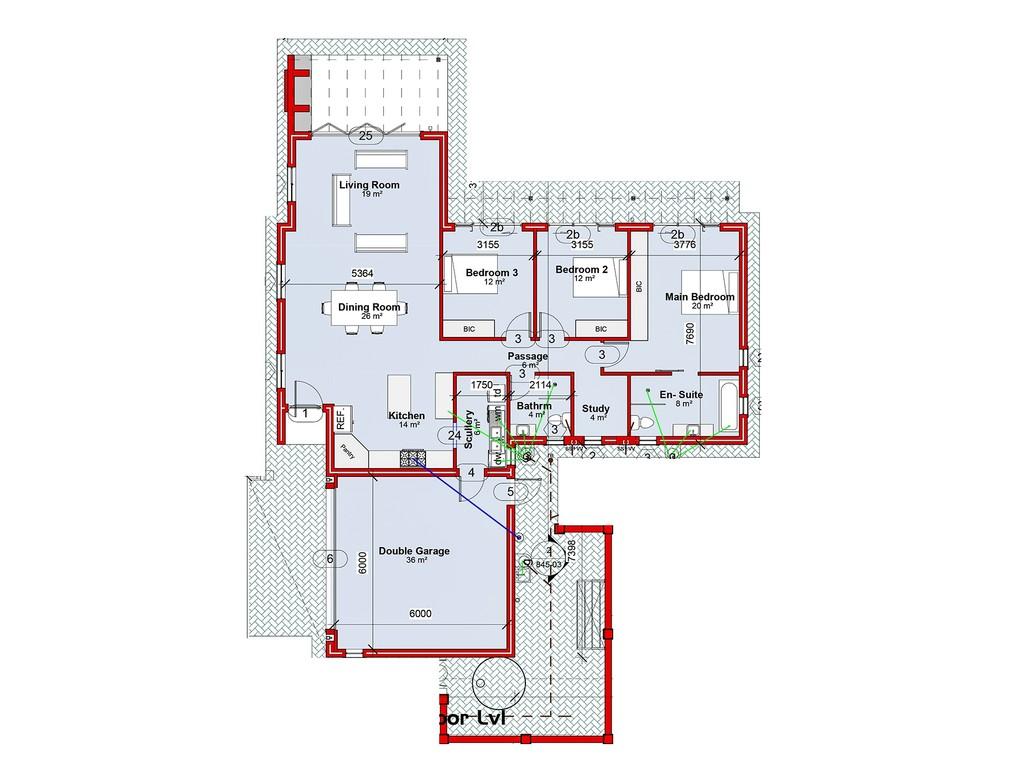 25
Living Room
19 m²
3
2b
3155
2b
3155
2b
3776
Bedroom 3
12 m²
Bedroom 2
12 m²
5364
BIC
Main Bedroom
20 m²
Dining Room
26 m²
BIC
BIC
7690
3
3
3
Passage
6 m²
3
1750
2114
td
En- Suite
8 m²
1
REF.
Kitchen
14 m²
Scullery
6 m²
wm
Bathrm
4 m²
Study
4 m²
24
3
Pantry
dw
2
3
4
5
Double Garage
36 m²
6
6000
6000
2
845-03
7398
oor Lvl